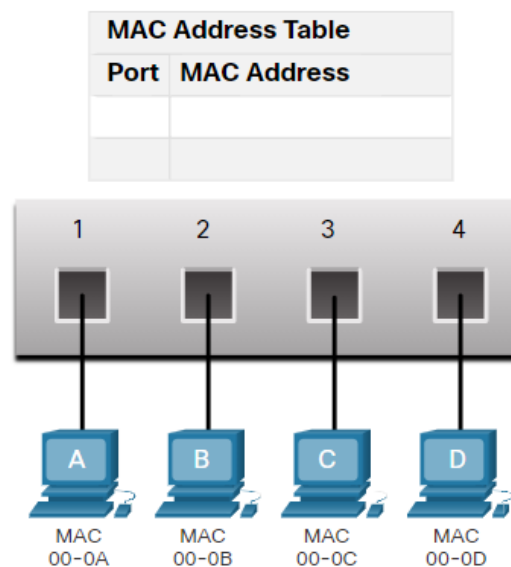 MAC Address Table
Port MAC Address
1 2 3 4
A B C D
MAC MAC MAC MAC
00-0A 00-0B 00-0C 00-0D